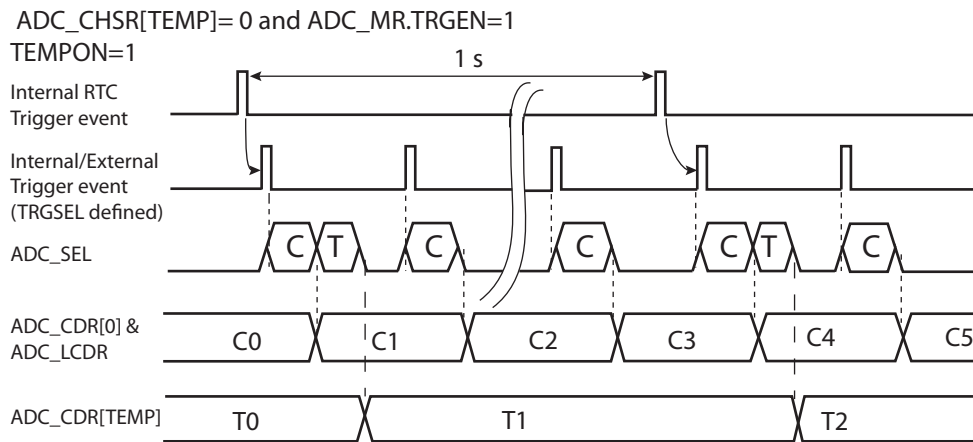 ADC_CHSR[TEMP]= 0 and ADC_MR.TRGEN=1
TEMPON=1
1 s
Internal RTC
Trigger event
Internal/External
Trigger event
(TRGSEL defined)
ADC_SEL
C T C C C T C
ADC_CDR[0] &
ADC_LCDR
C0 C1 C2 C3 C4 C5
ADC_CDR[TEMP]
T0 T1 T2